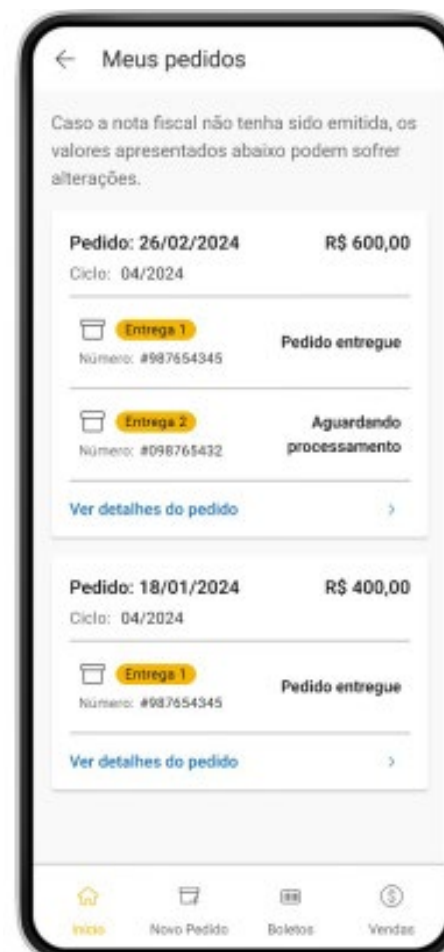 Meus pedidos
Caso a nota fiscal não tenha sido emitida, os
valores apresentados abaixo podem sofrer
alterações.
Pedido: 26/02/2024 R$ 600,00
Ciclo: 04/2024
Entrega 1
Número: #987654345
Pedido entregue
Entrega 2
Número: #098765432
Aguardando
processamento
Ver detalhes do pedido
Pedido: 18/01/2024 R$ 400,00
Ciclo: 04/2024
Entrega 1
Número: #987654345
Pedido entregue
Ver detalhes do pedido
Início Novo Pedido Boletos Vendas